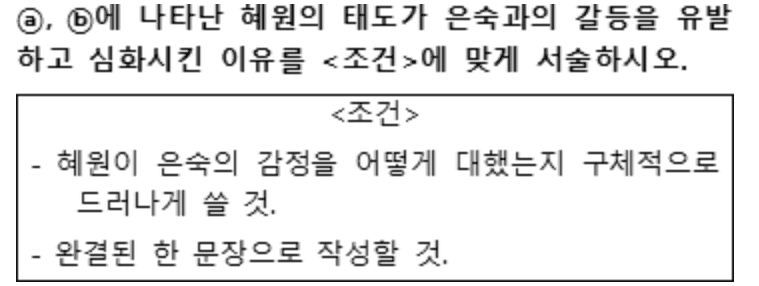 ⓐ, ⓑ에 나타난 혜원의 태도가 은숙과의 갈등을 유발
하고 심화시킨 이유를 <조건>에 맞게 서술하시오.
<조건>
- 혜원이 은숙의 감정을 어떻게 대했는지 구체적으로
드러나게 쓸 것.
- 완결된 한 문장으로 작성할 것.